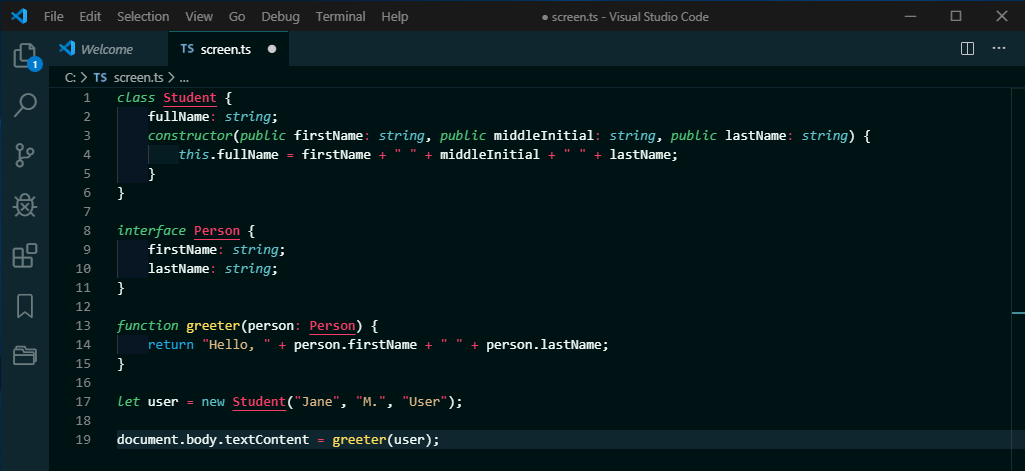 File Edit Selection View Go Debug Terminal Help ● screen.ts - Visual Studio Code
Welcome TS screen.ts ●
1
C: > TS screen.ts > ...
1 class Student {
2     fullName: string;
3     constructor(public firstName: string, public middleInitial: string, public lastName: string) {
4         this.fullName = firstName + " " + middleInitial + " " + lastName;
5     }
6 }
7
8 interface Person {
9     firstName: string;
10     lastName: string;
11 }
12
13 function greeter(person: Person) {
14     return "Hello, " + person.firstName + " " + person.lastName;
15 }
16
17 let user = new Student("Jane", "M.", "User");
18
19 document.body.textContent = greeter(user);